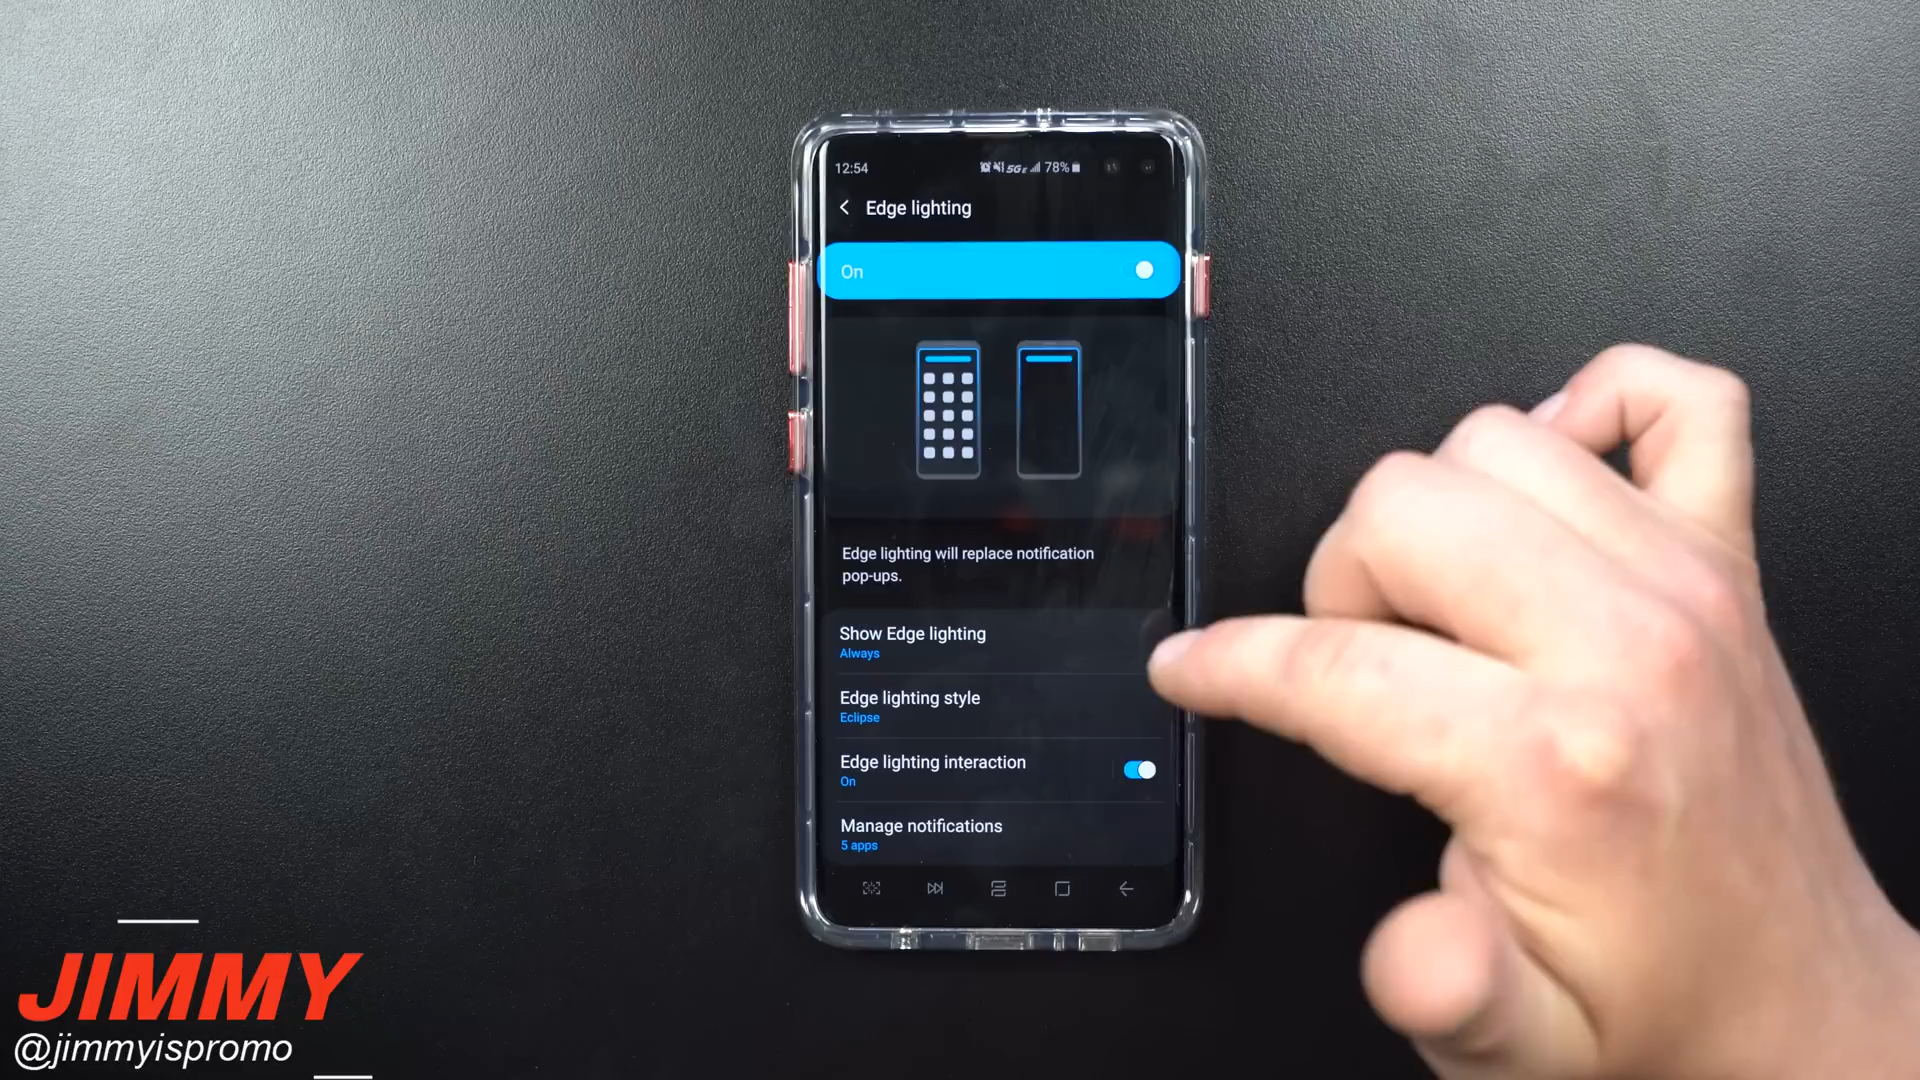 12:54
5GE 78%
Edge lighting
On
Edge lighting will replace notification
pop-ups.
Show Edge lighting
Always
Edge lighting style
Eclipse
Edge lighting interaction
On
Manage notifications
5 apps
JIMMY
@jimmyispromo